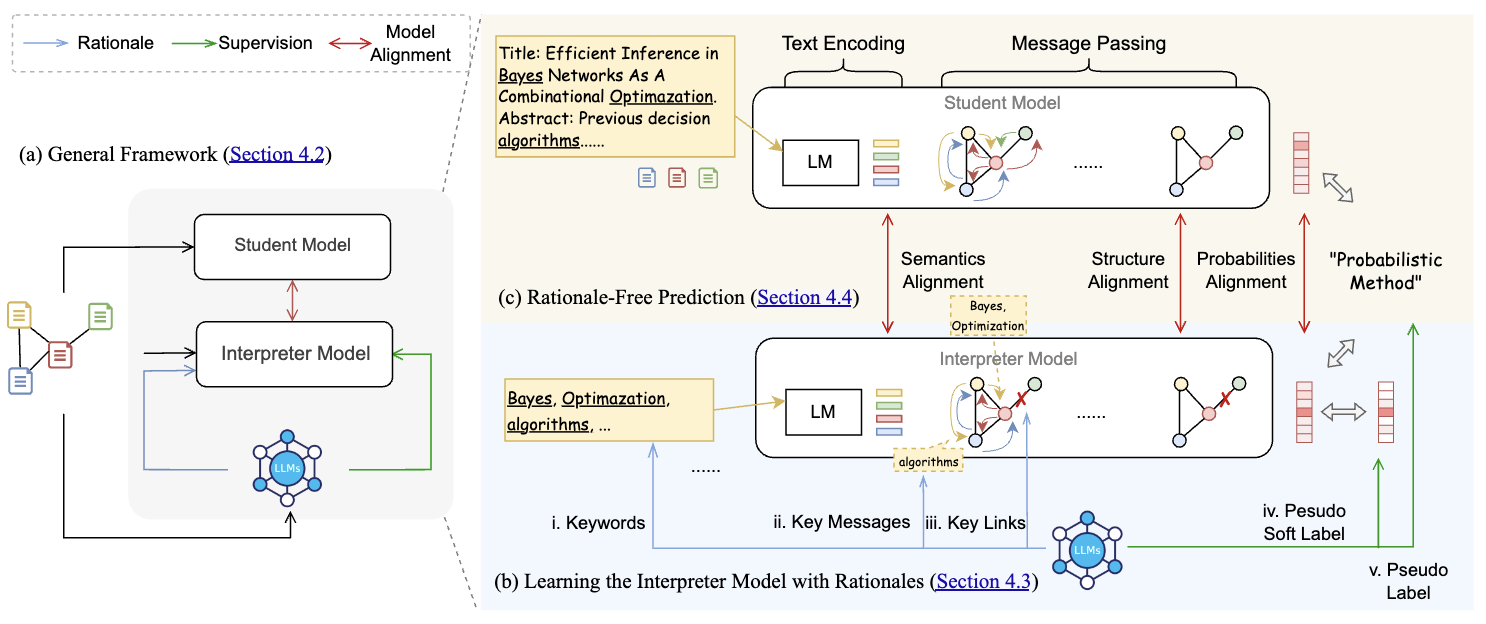 Rationale
Supervision
Model
Alignment
(a) General Framework (Section 4.2)
Student Model
Interpreter Model
LLMs
Title: Efficient Inference in
Bayes Networks As A
Combinational Optimazation.
Abstract: Previous decision
algorithms......
Text Encoding
Message Passing
Student Model
LM
......
Semantics
Alignment
Structure
Alignment
Probabilities
Alignment
"Probabilistic
Method"
(c) Rationale-Free Prediction (Section 4.4)
Bayes,
Optimization
Interpreter Model
Bayes, Optimazation,
algorithms, ...
LM
X
X
......
algorithms
......
i. Keywords
ii. Key Messages
iii. Key Links
LLMs
iv. Pesudo
Soft Label
v. Pseudo
Label
(b) Learning the Interpreter Model with Rationales (Section 4.3)